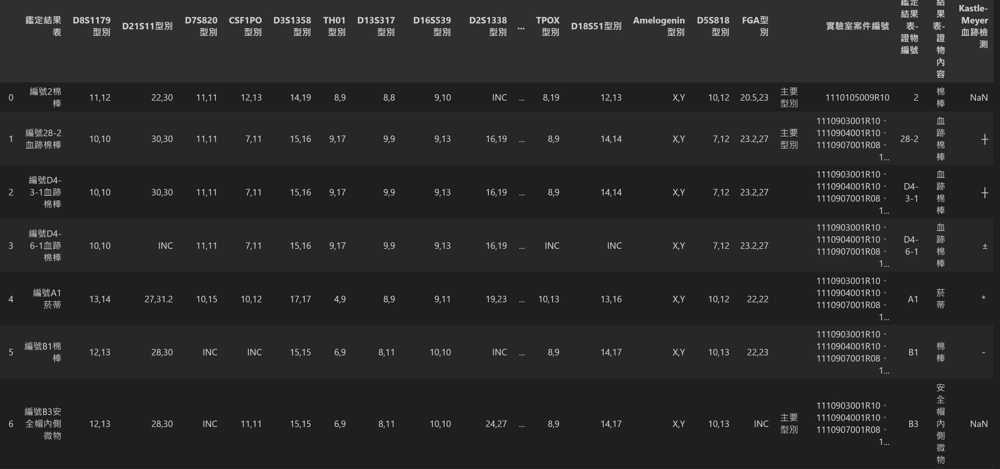 鑑定結果表 D8S1179型別 D21S11型別 D7S820型別 CSF1PO型別 D3S1358型別 TH01型別 D13S317型別 D16S539型別 D2S1338型別 ... TPOX型別 D18S51型別 Amelogenin型別 D5S818型別 FGA型別 實驗室案件編號 鑑定結果表-證物編號 結果表-證物內容 Kastle-Meyer血跡檢測
0 編號2棉棒 11,12 22,30 11,11 12,13 14,19 8,9 8,8 9,10 INC ... 8,19 12,13 X,Y 10,12 20.5,23 主要型別 1110105009R10 2 棉棒 NaN
1 編號28-2血跡棉棒 10,10 30,30 11,11 7,11 15,16 9,17 9,9 9,13 16,19 ... 8,9 14,14 X,Y 7,12 23.2,27 主要型別 1110903001R10、1110904001R10、1110907001R08、1... 28-2 血跡棉棒 ┼
2 編號D4-3-1血跡棉棒 10,10 30,30 11,11 7,11 15,16 9,17 9,9 9,13 16,19 ... 8,9 14,14 X,Y 7,12 23.2,27 1110903001R10、1110904001R10、1110907001R08、1... D4-3-1 血跡棉棒 ┼
3 編號D4-6-1血跡棉棒 10,10 INC 11,11 7,11 15,16 9,17 9,9 9,13 16,19 ... INC INC X,Y 7,12 23.2,27 1110903001R10、1110904001R10、1110907001R08、1... D4-6-1 血跡棉棒 ±
4 編號A1菸蒂 13,14 27,31.2 10,15 10,12 17,17 4,9 8,9 9,11 19,23 ... 10,13 13,16 X,Y 10,12 22,22 1110903001R10、1110904001R10、1110907001R08、1... A1 菸蒂 *
5 編號B1棉棒 12,13 28,30 INC INC 15,15 6,9 8,11 10,10 INC ... 8,9 14,17 X,Y 10,13 22,23 1110903001R10、1110904001R10、1110907001R08、1... B1 棉棒 -
6 編號B3安全帽內側微物 12,13 28,30 INC 11,11 15,15 6,9 8,11 10,10 24,27 ... 8,9 14,17 X,Y 10,13 INC 主要型別 1110903001R10、1110904001R10、1110907001R08、1... B3 安全帽內側微物 NaN